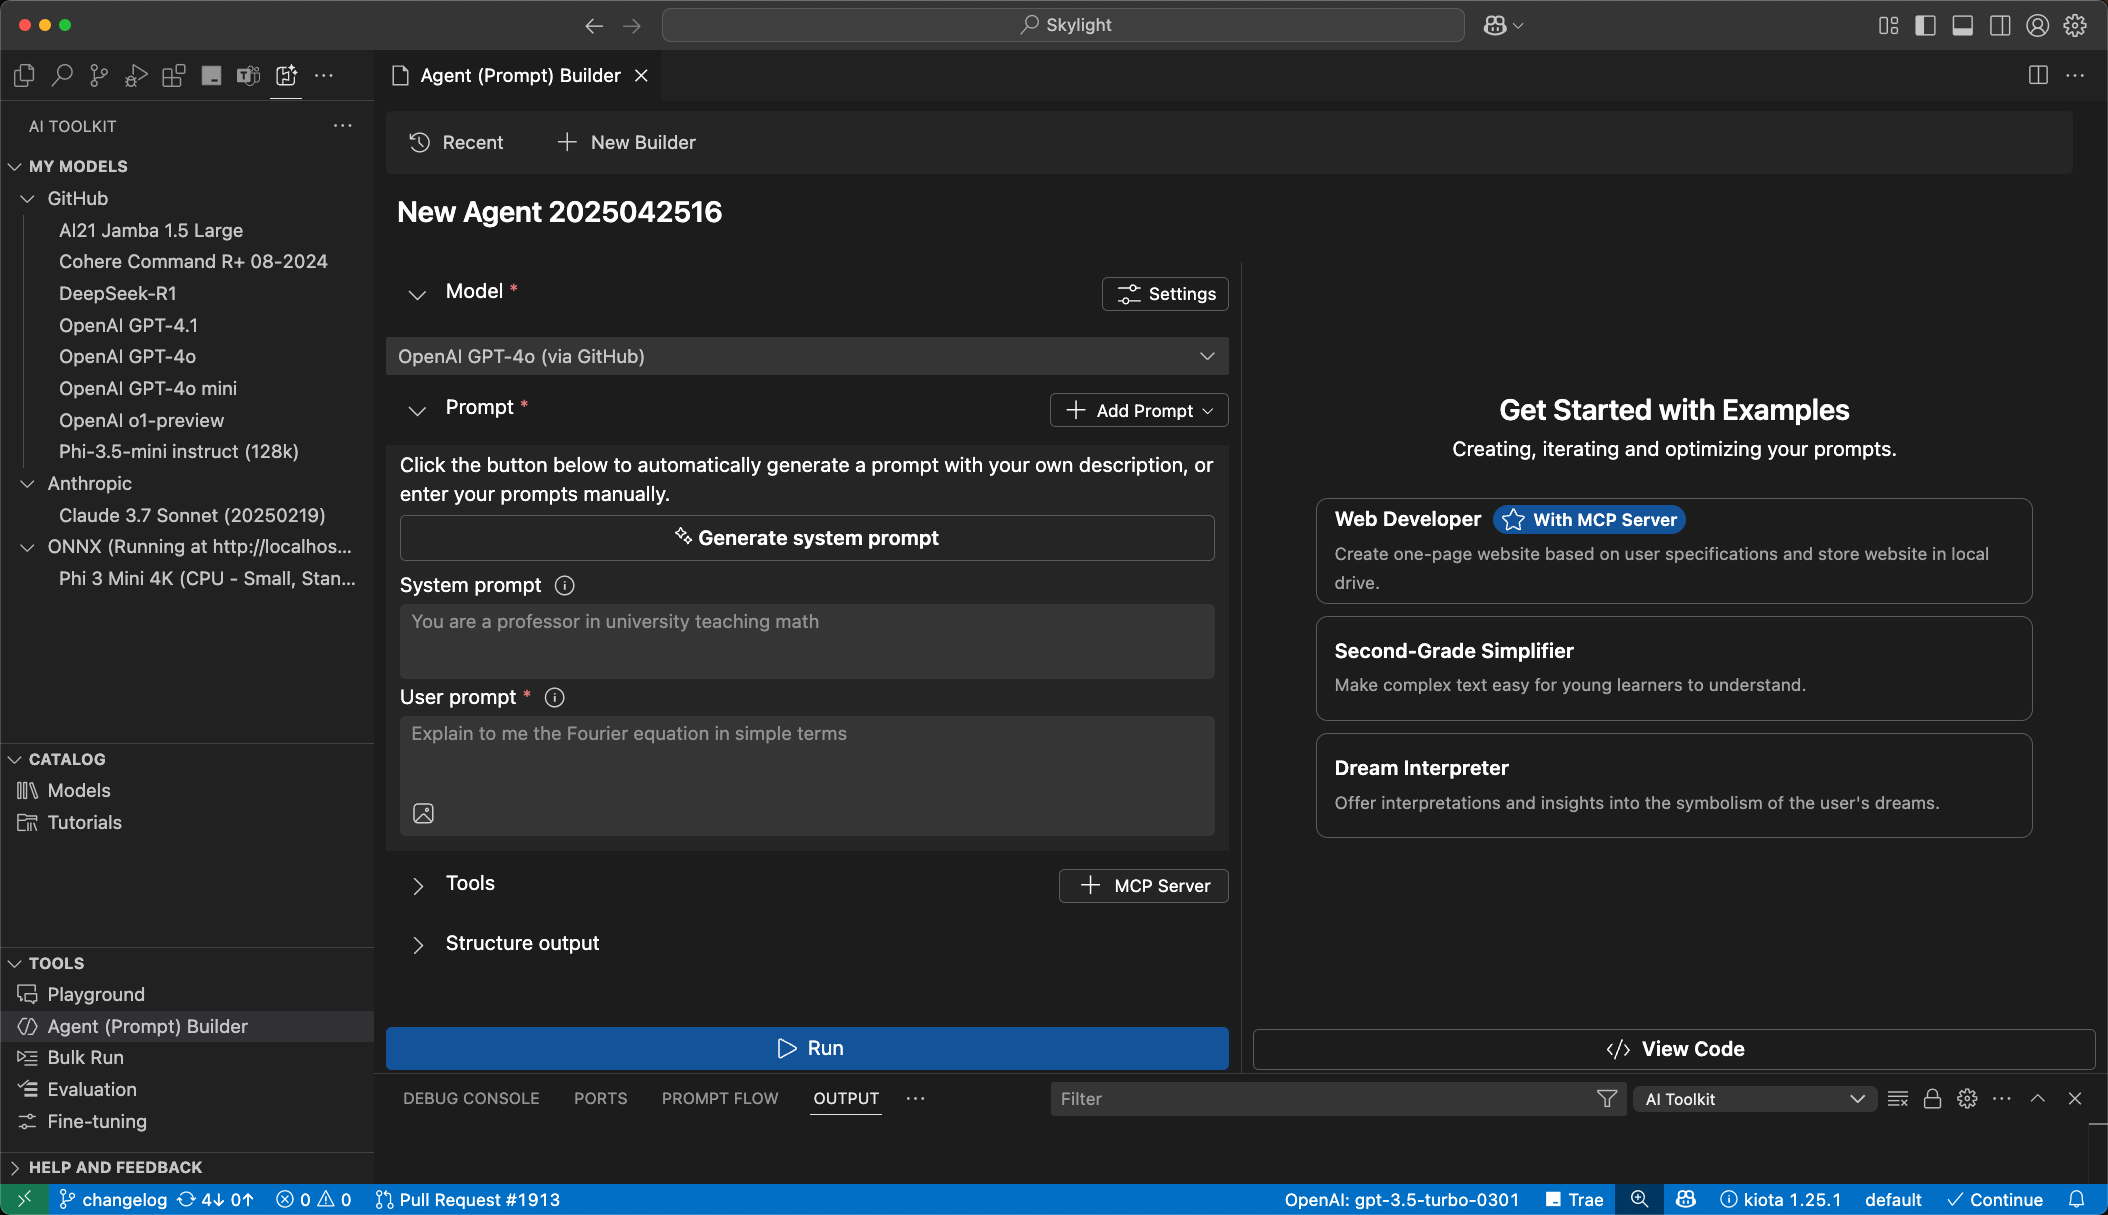 Skylight
AI TOOLKIT
MY MODELS
GitHub
AI21 Jamba 1.5 Large
Cohere Command R+ 08-2024
DeepSeek-R1
OpenAI GPT-4.1
OpenAI GPT-4o
OpenAI GPT-4o mini
OpenAI o1-preview
Phi-3.5-mini instruct (128k)
Anthropic
Claude 3.7 Sonnet (20250219)
ONNX (Running at http://localhos...
Phi 3 Mini 4K (CPU - Small, Stan...
CATALOG
Models
Tutorials
TOOLS
Playground
Agent (Prompt) Builder
Bulk Run
Evaluation
Fine-tuning
HELP AND FEEDBACK
Agent (Prompt) Builder
Recent
New Builder
New Agent 2025042516
Model *
Settings
OpenAI GPT-4o (via GitHub)
Prompt *
Add Prompt
Click the button below to automatically generate a prompt with your own description, or
enter your prompts manually.
Generate system prompt
System prompt
You are a professor in university teaching math
User prompt *
Explain to me the Fourier equation in simple terms
Tools
MCP Server
Structure output
Run
Get Started with Examples
Creating, iterating and optimizing your prompts.
Web Developer
With MCP Server
Create one-page website based on user specifications and store website in local
drive.
Second-Grade Simplifier
Make complex text easy for young learners to understand.
Dream Interpreter
Offer interpretations and insights into the symbolism of the user's dreams.
</> View Code
DEBUG CONSOLE
PORTS
PROMPT FLOW
OUTPUT
Filter
AI Toolkit
changelog
4↓ 0↑
0
0
Pull Request #1913
OpenAI: gpt-3.5-turbo-0301
Trae
kiota 1.25.1
default
Continue